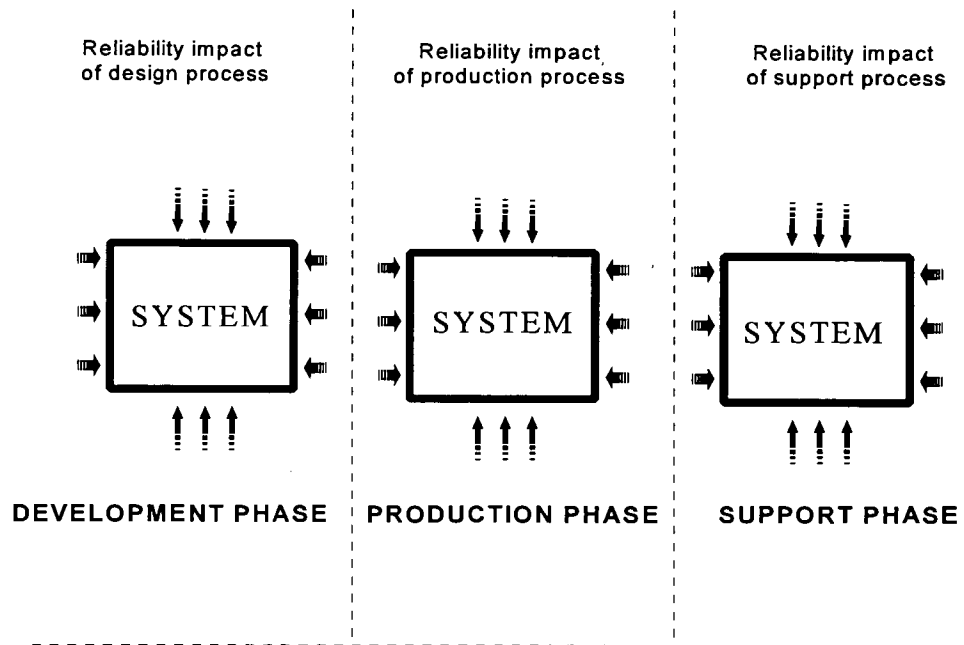 Reliability impact
of design process
Reliability impact
of production process
Reliability impact
of support process
SYSTEM
SYSTEM
SYSTEM
DEVELOPMENT PHASE
PRODUCTION PHASE
SUPPORT PHASE